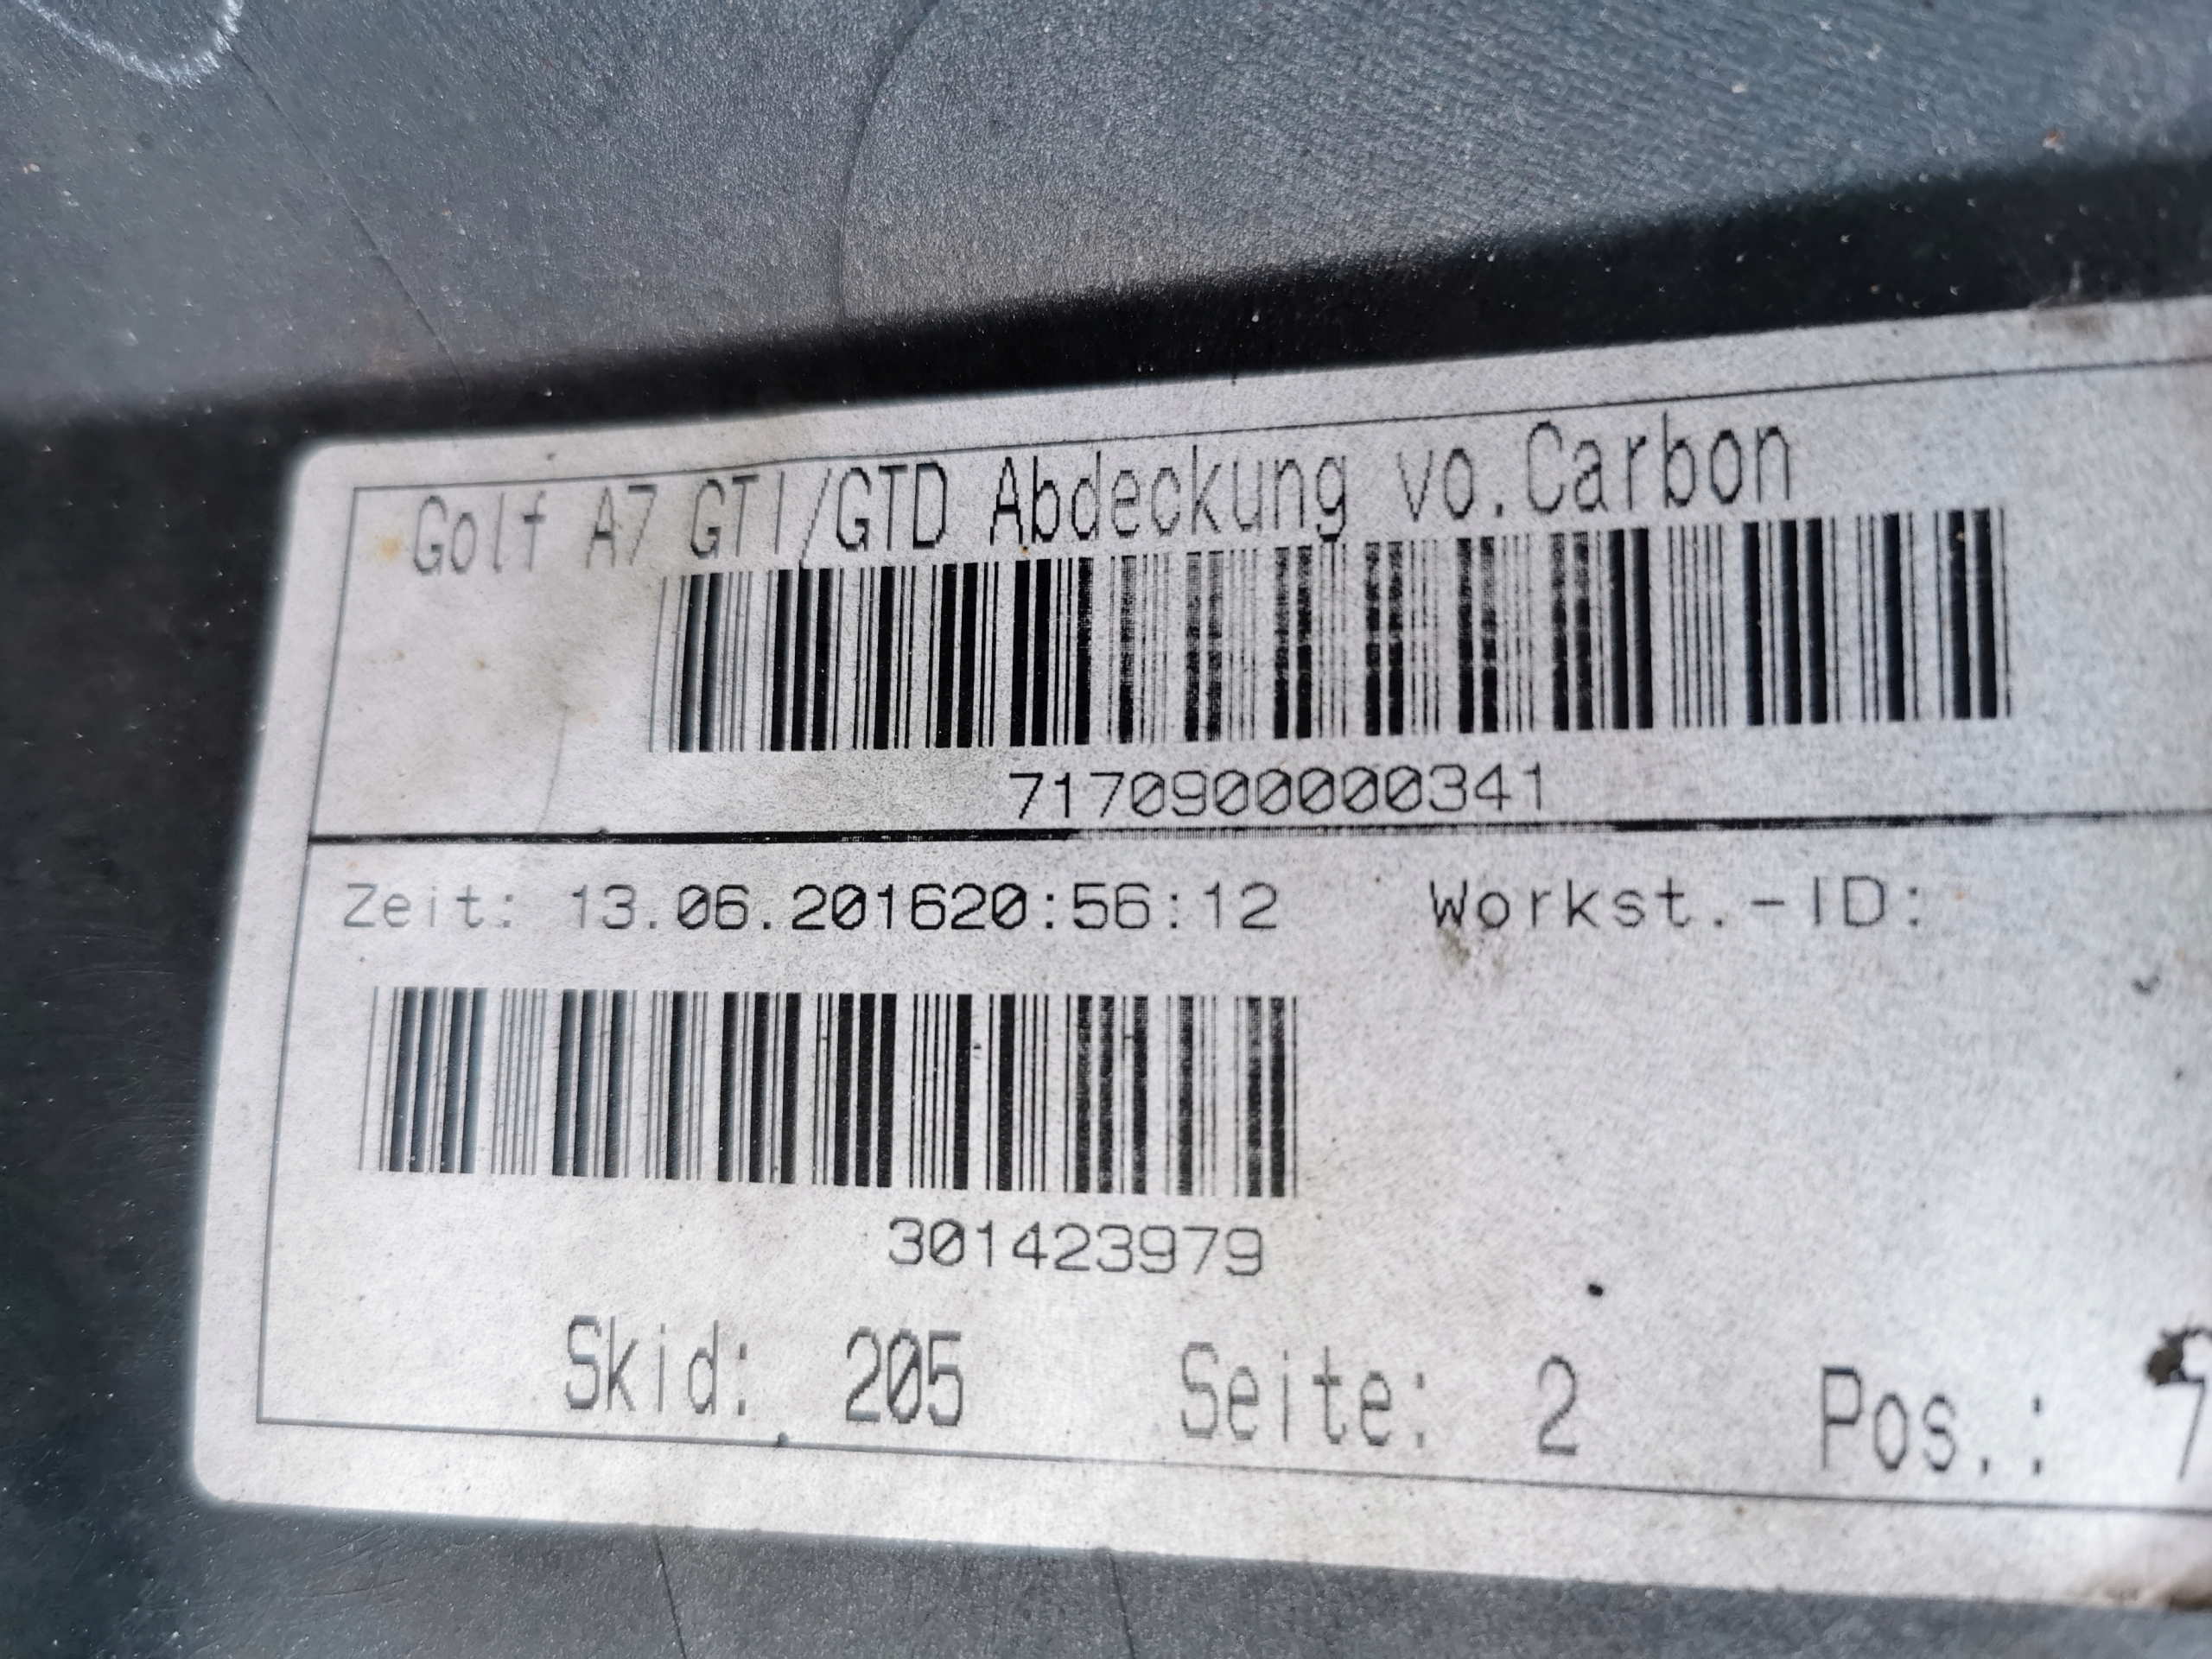 Golf A7 GTI/GTD Abdeckung vo.Carbon
7170900000341
Zeit: 13.06.201620:56:12 Workst.-ID:
301423979
Skid: 205 Seite: 2 Pos.: